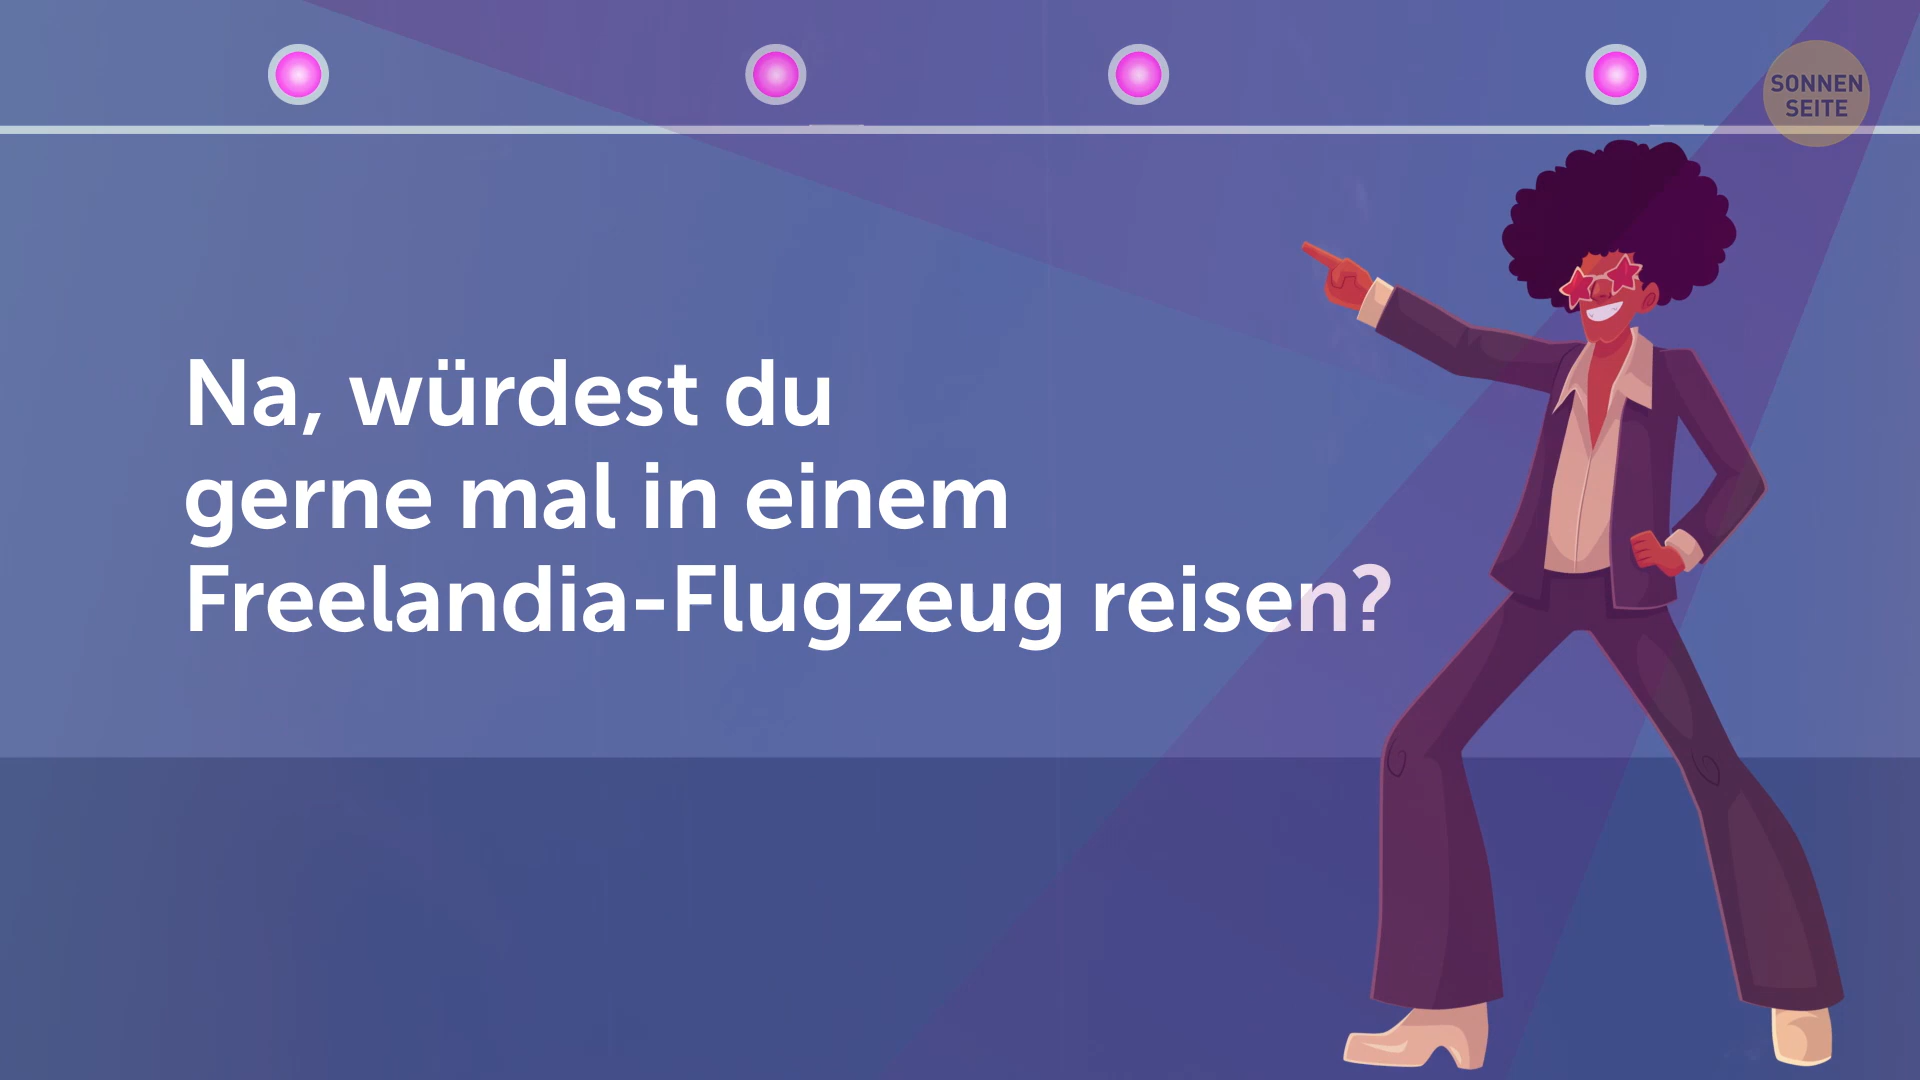 SONNEN
SEITE
Na, würdest du
gerne mal in einem
Freelandia-Flugzeug reisen?